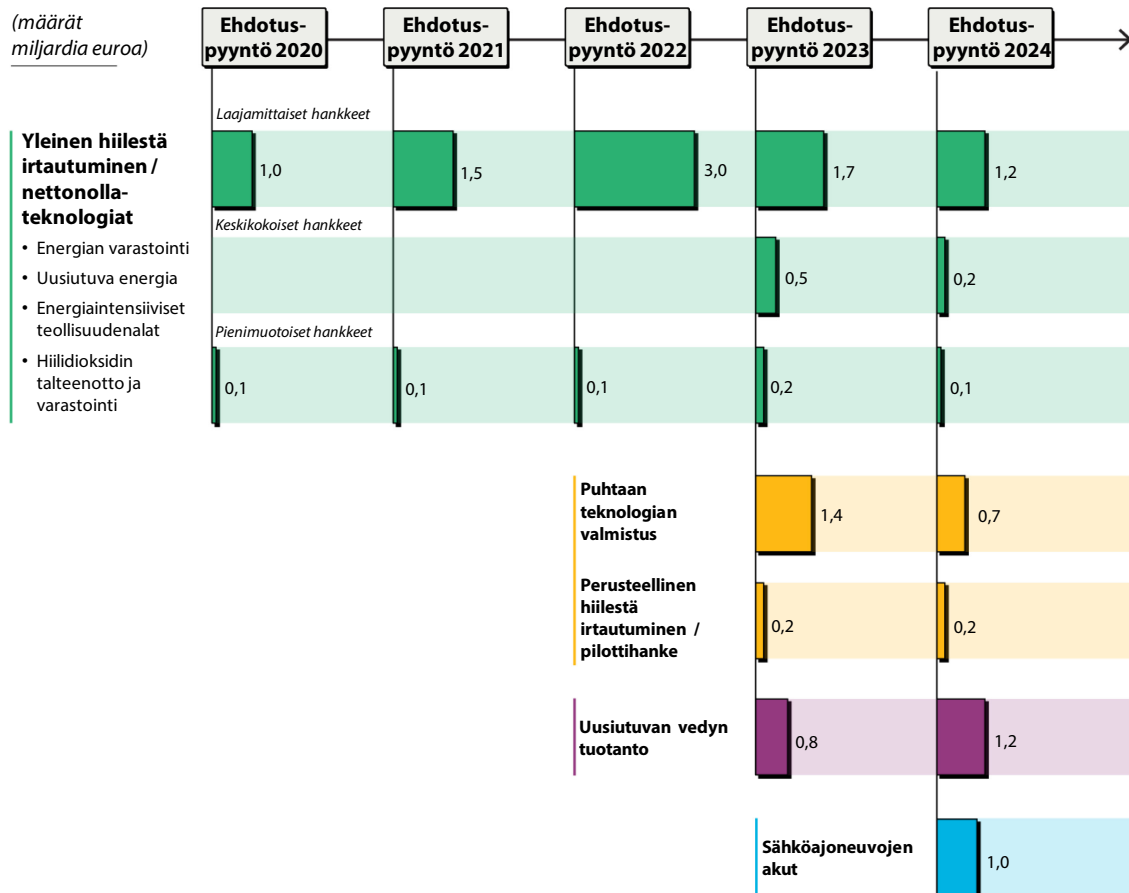 (määrät
miljardia euroa)
Ehdotus-
pyyntö 2020
Ehdotus-
pyyntö 2021
Ehdotus-
pyyntö 2022
Ehdotus-
pyyntö 2023
Ehdotus-
pyyntö 2024
Yleinen hiilestä
irtautuminen /
nettonolla-
teknologiat
• Energian varastointi
• Uusiutuva energia
• Energiaintensiiviset
teollisuudenalat
• Hiilidioksidin
talteenotto ja
varastointi
Laajamittaiset hankkeet
1,0
1,5
3,0
1,7
1,2
Keskikokoiset hankkeet
0,5
0,2
Pienimuotoiset hankkeet
0,1
0,1
0,1
0,2
0,1
Puhtaan
teknologian
valmistus
1,4
0,7
Perusteellinen
hiilestä
irtautuminen /
pilottihanke
0,2
0,2
Uusiutuvan vedyn
tuotanto
0,8
1,2
Sähköajoneuvojen
akut
1,0